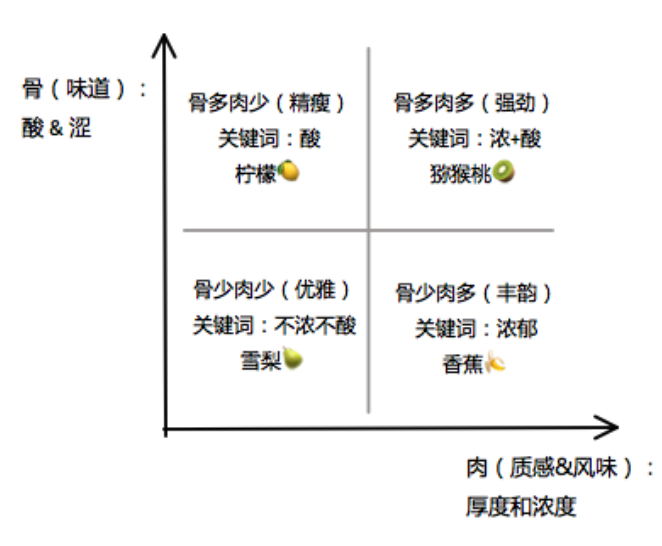 骨（味道）：
酸 & 涩
骨多肉少（精瘦）
关键词：酸
柠檬🍋
骨多肉多（强劲）
关键词：浓+酸
猕猴桃🥝
骨少肉少（优雅）
关键词：不浓不酸
雪梨🍐
骨少肉多（丰韵）
关键词：浓郁
香蕉🍌
肉（质感&风味）：
厚度和浓度